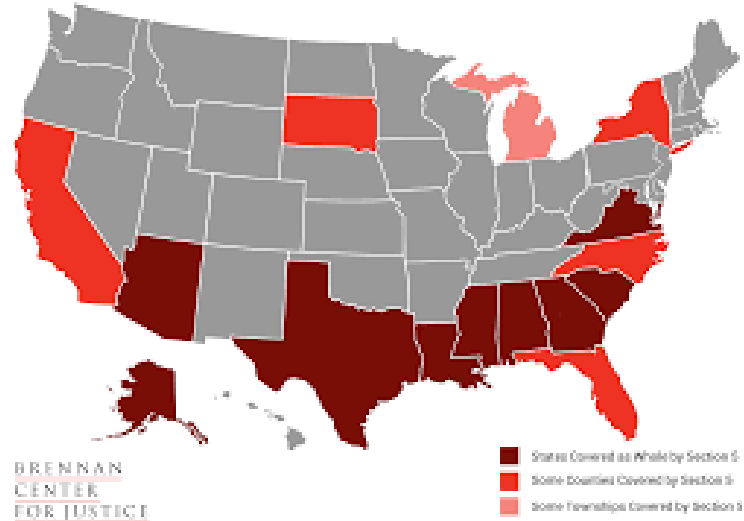 States Covered as Whole by Section 5
Some Counties Covered by Section 5
Some Townships Covered by Section 5
BRENNAN
CENTER
FOR JUSTICE